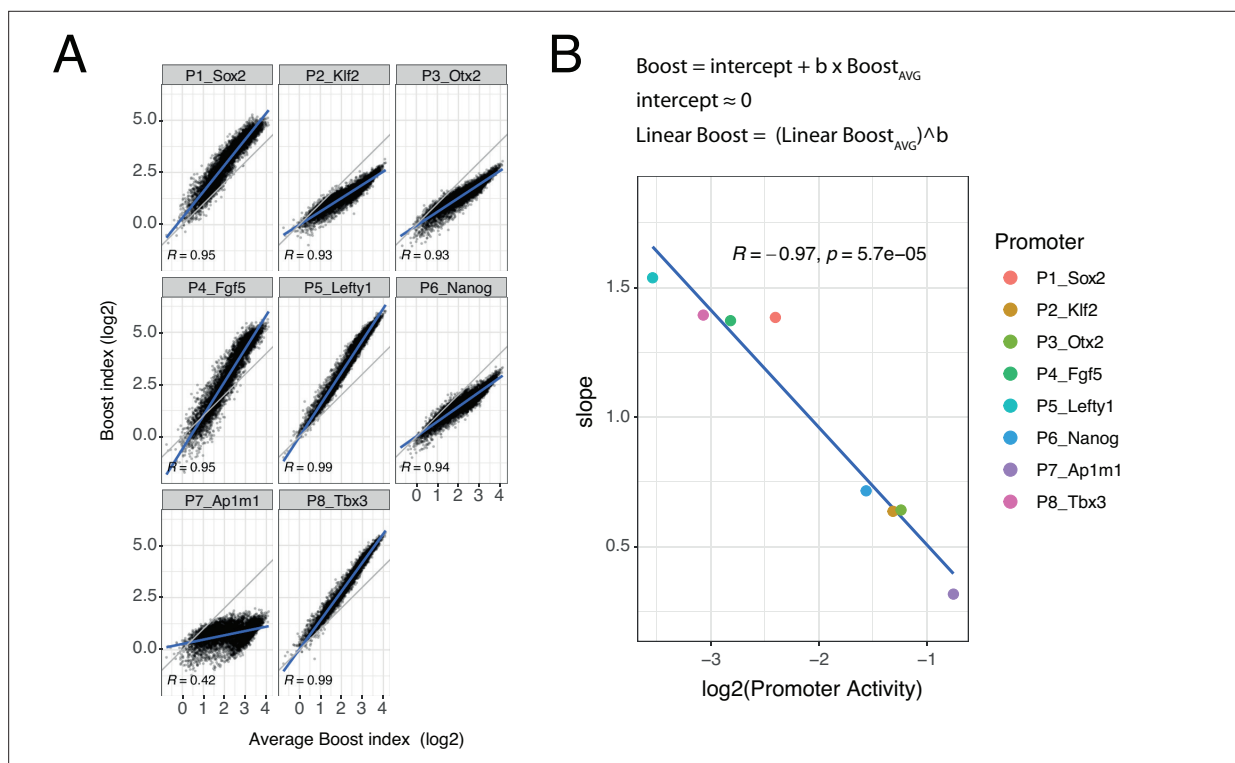 A
P1_Sox2 P2_Klf2 P3_Otx2
5.0
2.5
0.0
R = 0.95 R = 0.93 R = 0.93
P4_Fgf5 P5_Lefty1 P6_Nanog
5.0
2.5
0.0
R = 0.95 R = 0.99 R = 0.94
0 1 2 3 4
P7_Ap1m1 P8_Tbx3
5.0
2.5
0.0
R = 0.42 R = 0.99
0 1 2 3 4 0 1 2 3 4
Boost index (log2)
Average Boost index (log2)
B
Boost = intercept + b x Boost_AVG
intercept ≈ 0
Linear Boost = (Linear Boost_AVG)^b
R = −0.97, p = 5.7e−05
1.5
1.0
0.5
slope
−3 −2 −1
log2(Promoter Activity)
Promoter
P1_Sox2
P2_Klf2
P3_Otx2
P4_Fgf5
P5_Lefty1
P6_Nanog
P7_Ap1m1
P8_Tbx3